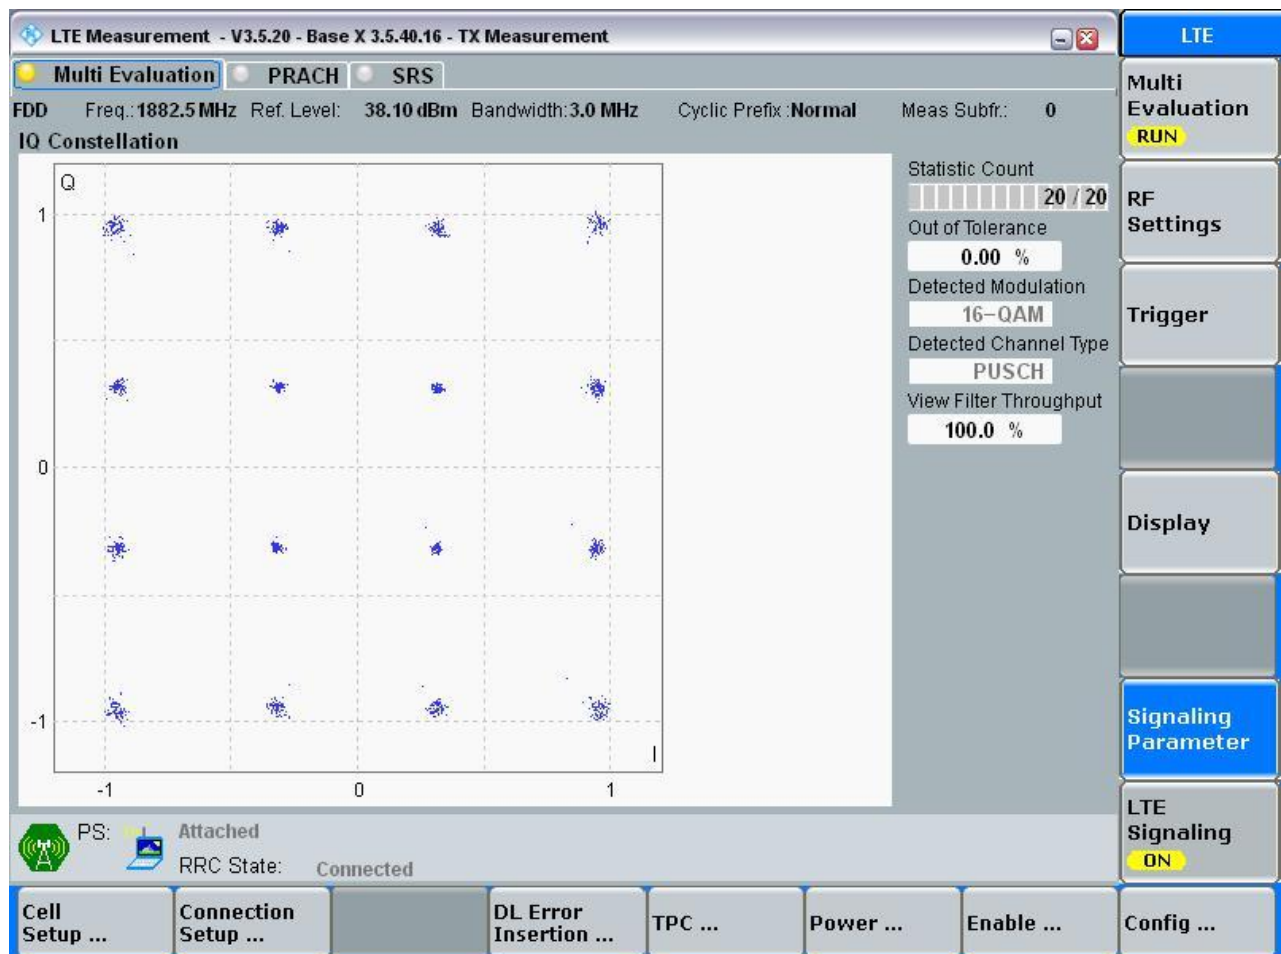 LTE Measurement - V3.5.20 - Base X 3.5.40.16 - TX Measurement
LTE
Multi Evaluation PRACH SRS
FDD Freq.: 1882.5 MHz Ref. Level: 38.10 dBm Bandwidth: 3.0 MHz Cyclic Prefix : Normal Meas Subfr.: 0
IQ Constellation
Q
1
0
-1
I
-1 0 1
Statistic Count
20 / 20
Out of Tolerance
0.00 %
Detected Modulation
16-QAM
Detected Channel Type
PUSCH
View Filter Throughput
100.0 %
Multi
Evaluation
RUN
RF
Settings
Trigger
Display
Signaling
Parameter
LTE
Signaling
ON
PS: Attached
RRC State: Connected
Cell
Setup ...
Connection
Setup ...
DL Error
Insertion ...
TPC ...
Power ...
Enable ...
Config ...